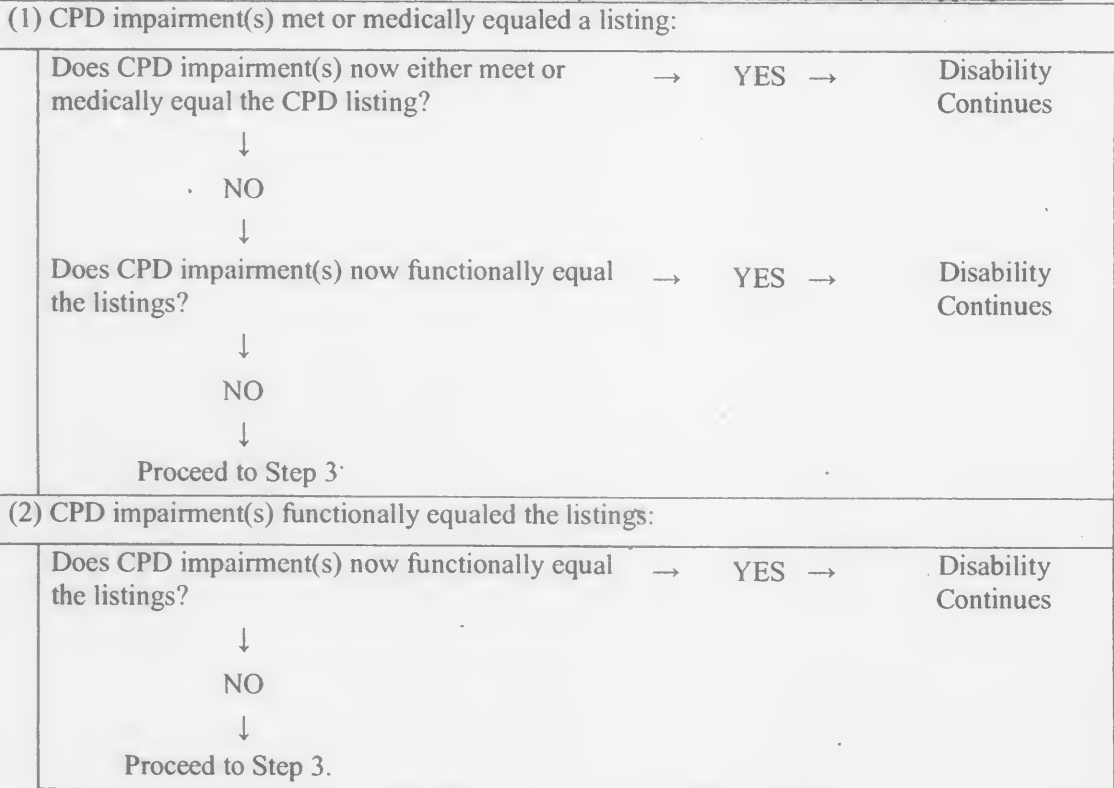 (1) CPD impairment(s) met or medically equaled a listing:
Does CPD impairment(s) now either meet or → YES → Disability
medically equal the CPD listing? Continues
↓
NO
↓
Does CPD impairment(s) now functionally equal → YES → Disability
the listings? Continues
↓
NO
↓
Proceed to Step 3
(2) CPD impairment(s) functionally equaled the listings:
Does CPD impairment(s) now functionally equal → YES → Disability
the listings? Continues
↓
NO
↓
Proceed to Step 3.